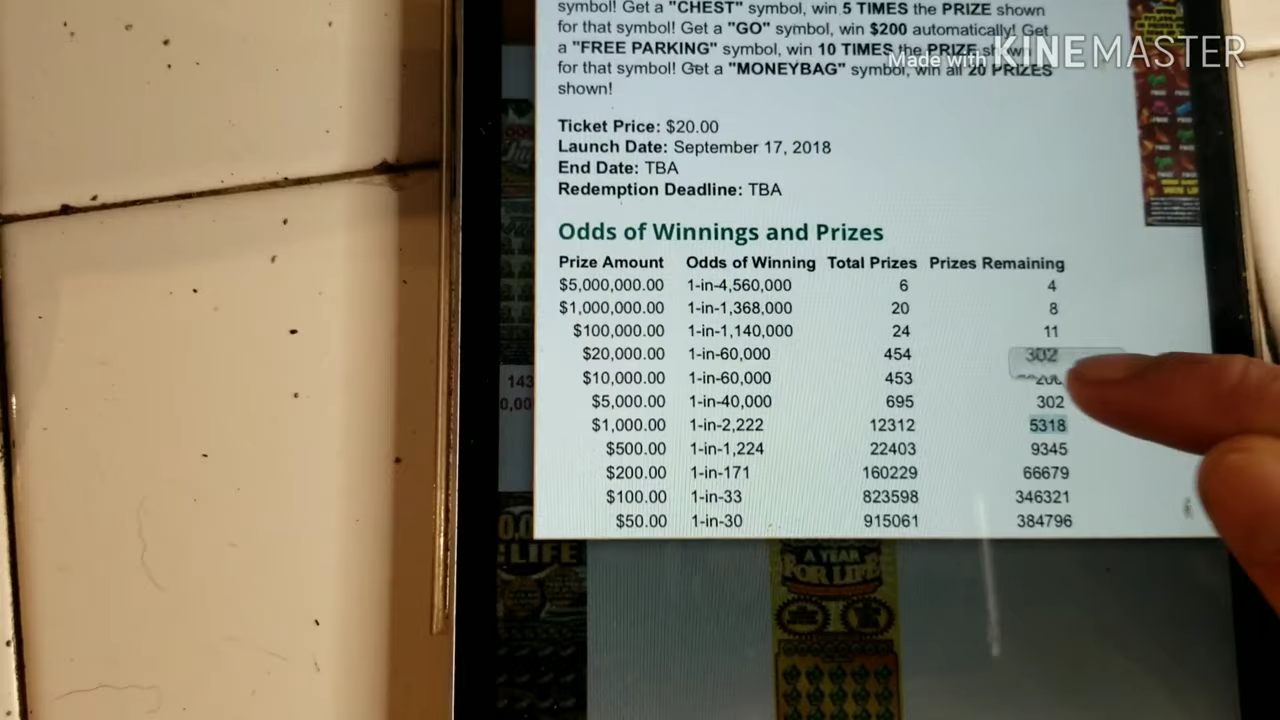 symbol! Get a "CHEST" symbol, win 5 TIMES the PRIZE shown
for that symbol! Get a "GO" symbol, win $200 automatically! Get
a "FREE PARKING" symbol, win 10 TIMES the PRIZE shown
for that symbol! Get a "MONEYBAG" symbol, win all 20 PRIZES
shown!
Made with KINEMASTER
Ticket Price: $20.00
Launch Date: September 17, 2018
End Date: TBA
Redemption Deadline: TBA
Odds of Winnings and Prizes
Prize Amount Odds of Winning Total Prizes Prizes Remaining
$5,000,000.00 1-in-4,560,000 6 4
$1,000,000.00 1-in-1,368,000 20 8
$100,000.00 1-in-1,140,000 24 11
$20,000.00 1-in-60,000 454 302
$10,000.00 1-in-60,000 453
$5,000.00 1-in-40,000 695 302
$1,000.00 1-in-2,222 12312 5318
$500.00 1-in-1,224 22403 9345
$200.00 1-in-171 160229 66679
$100.00 1-in-33 823598 346321
$50.00 1-in-30 915061 384796
143
LIFE
A YEAR
FOR LIFE